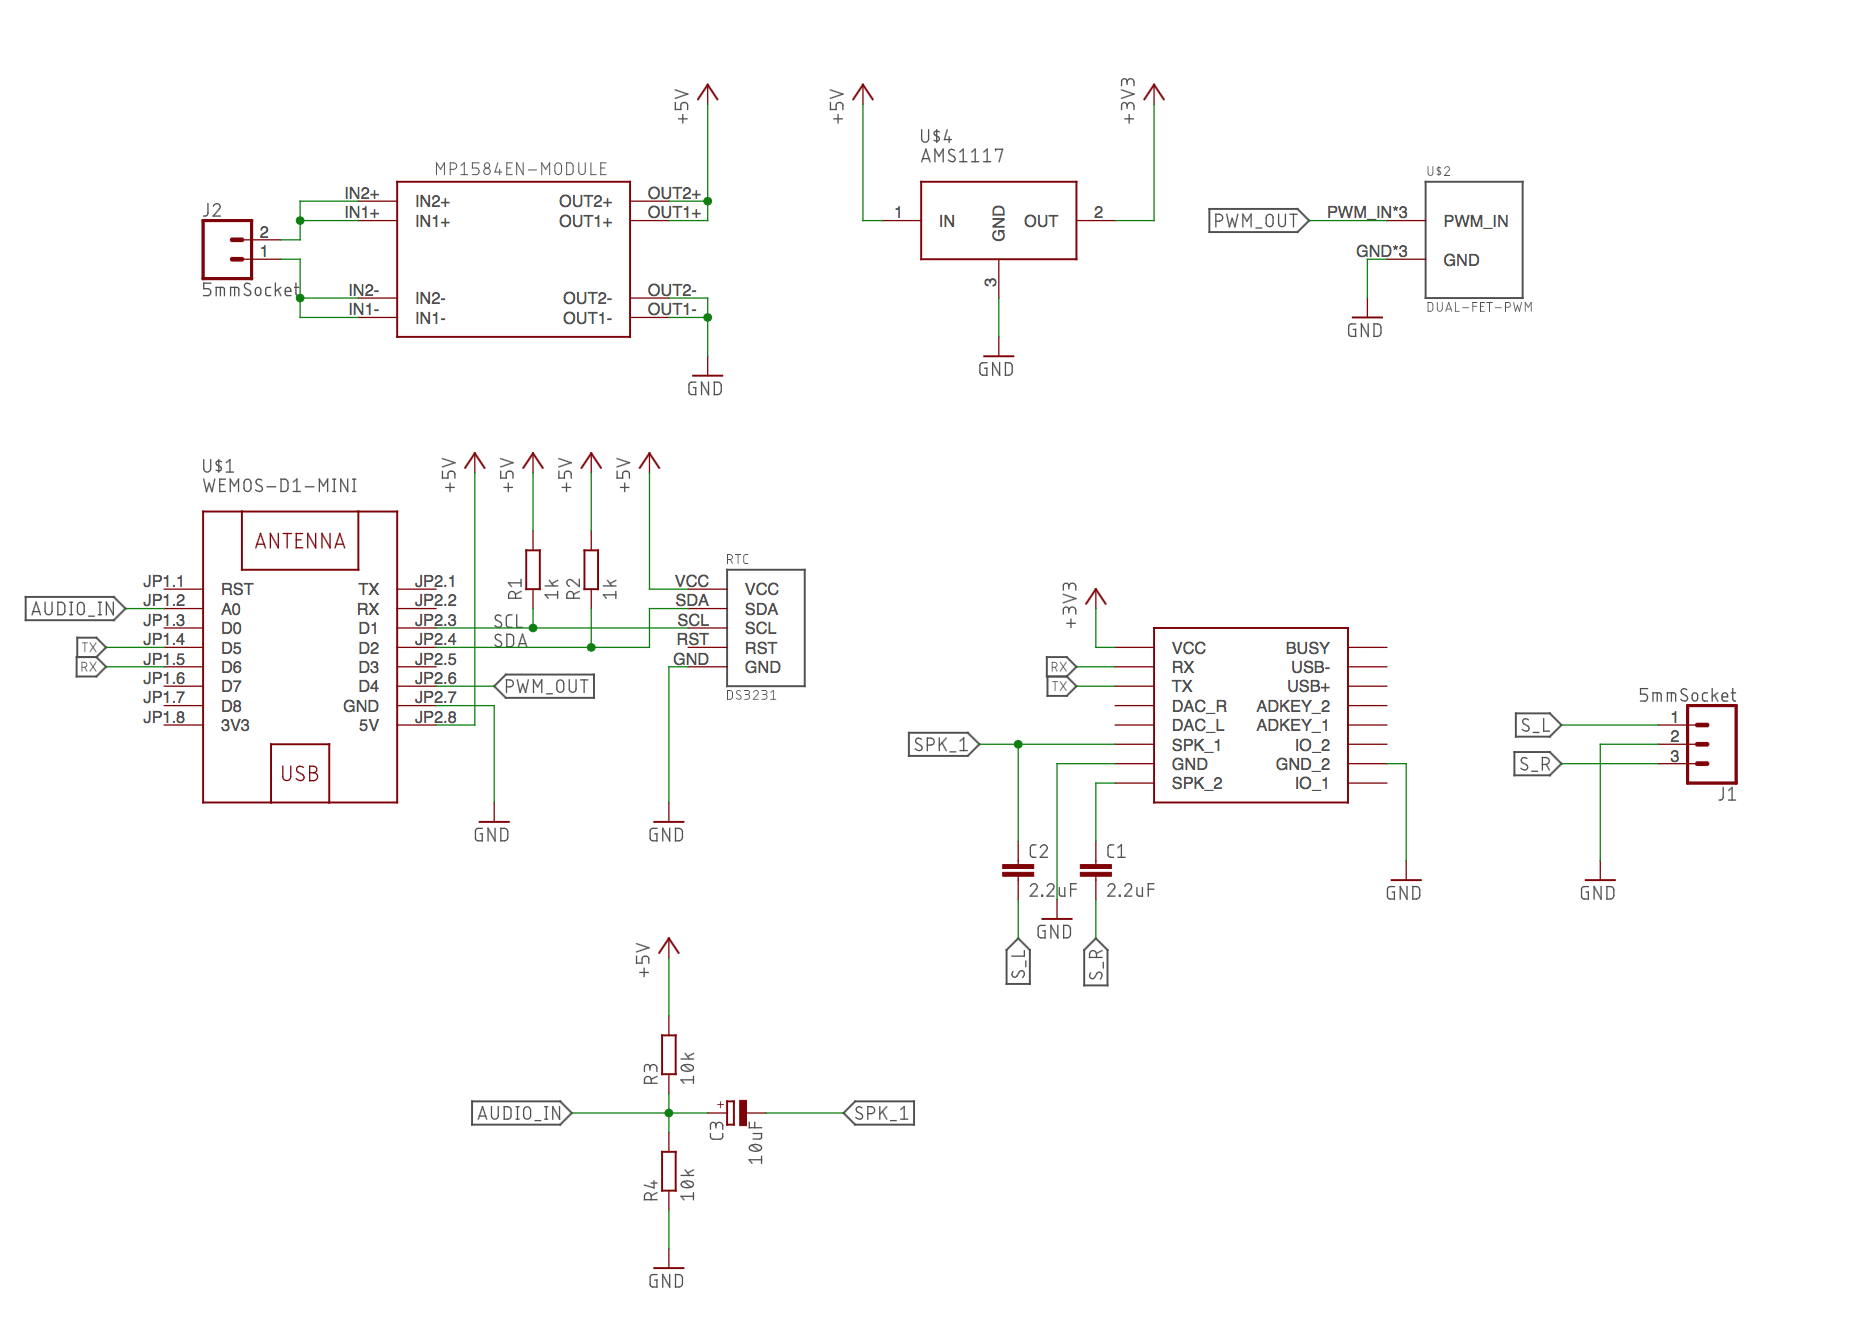 +5V
MP1584EN-MODULE
IN2+ IN2+ OUT2+ OUT2+
IN1+ IN1+ OUT1+ OUT1+
J2
2
1
5mmSocket
IN2- IN2- OUT2- OUT2-
IN1- IN1- OUT1- OUT1-
GND
+5V
+3V3
U$4
AMS1117
1 IN GND OUT 2
3
GND
U$2
PWM_OUT PWM_IN*3 PWM_IN
GND*3 GND
DUAL-FET-PWM
GND
U$1
WEMOS-D1-MINI
+5V
+5V
+5V
+5V
ANTENNA
R1
1k
R2
1k
JP1.1 RST TX JP2.1
AUDIO_IN JP1.2 A0 RX JP2.2
JP1.3 D0 D1 JP2.3 SCL
TX JP1.4 D5 D2 JP2.4 SDA
RX JP1.5 D6 D3 JP2.5
JP1.6 D7 D4 JP2.6 PWM_OUT
JP1.7 D8 GND JP2.7
JP1.8 3V3 5V JP2.8
USB
GND
RTC
VCC VCC
SDA SDA
SCL SCL
RST RST
GND GND
DS3231
GND
+3V3
VCC BUSY
RX RX USB-
TX TX USB+
DAC_R ADKEY_2
DAC_L ADKEY_1
SPK_1 SPK_1 IO_2
GND GND_2
SPK_2 IO_1
C2
2.2uF
C1
2.2uF
GND
S_L
S_R
GND
5mmSocket
S_L 1
2
S_R 3
J1
GND
+5V
R3
10k
AUDIO_IN
+
C3
10uF
SPK_1
R4
10k
GND